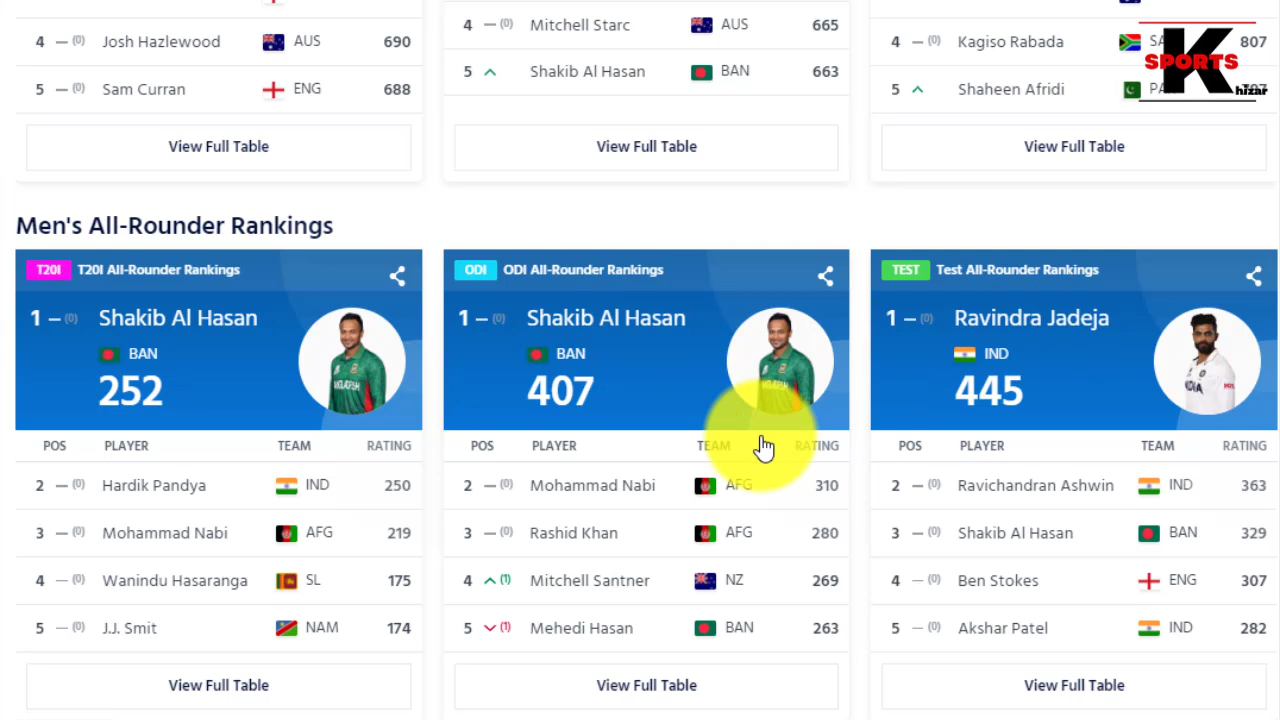 4 — (0) Josh Hazlewood AUS 690
5 — (0) Sam Curran ENG 688
View Full Table
4 — (0) Mitchell Starc AUS 665
5 Shakib Al Hasan BAN 663
View Full Table
4 — (0) Kagiso Rabada 807
5 Shaheen Afridi
View Full Table
K SPORTS
hizar
Men's All-Rounder Rankings
T20I T20I All-Rounder Rankings
1 — (0) Shakib Al Hasan
BAN
252
POS PLAYER TEAM RATING
2 — (0) Hardik Pandya IND 250
3 — (0) Mohammad Nabi AFG 219
4 — (0) Wanindu Hasaranga SL 175
5 — (0) J.J. Smit NAM 174
View Full Table
ODI ODI All-Rounder Rankings
1 — (0) Shakib Al Hasan
BAN
407
POS PLAYER TEAM RATING
2 — (0) Mohammad Nabi AFG 310
3 — (0) Rashid Khan AFG 280
4 (1) Mitchell Santner NZ 269
5 (1) Mehedi Hasan BAN 263
View Full Table
TEST Test All-Rounder Rankings
1 — (0) Ravindra Jadeja
IND
445
POS PLAYER TEAM RATING
2 — (0) Ravichandran Ashwin IND 363
3 — (0) Shakib Al Hasan BAN 329
4 — (0) Ben Stokes ENG 307
5 — (0) Akshar Patel IND 282
View Full Table